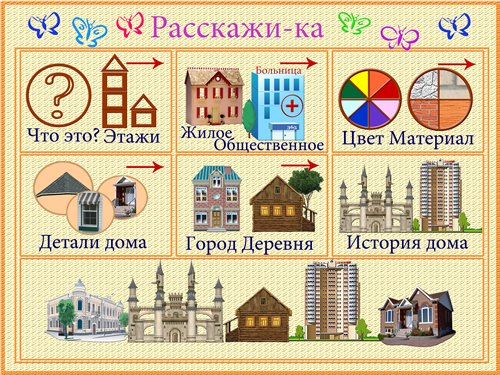 Расскажи-ка
Что это? Этажи
Больница
Жилое
Общественное
Цвет Материал
Детали дома
Город Деревня
История дома